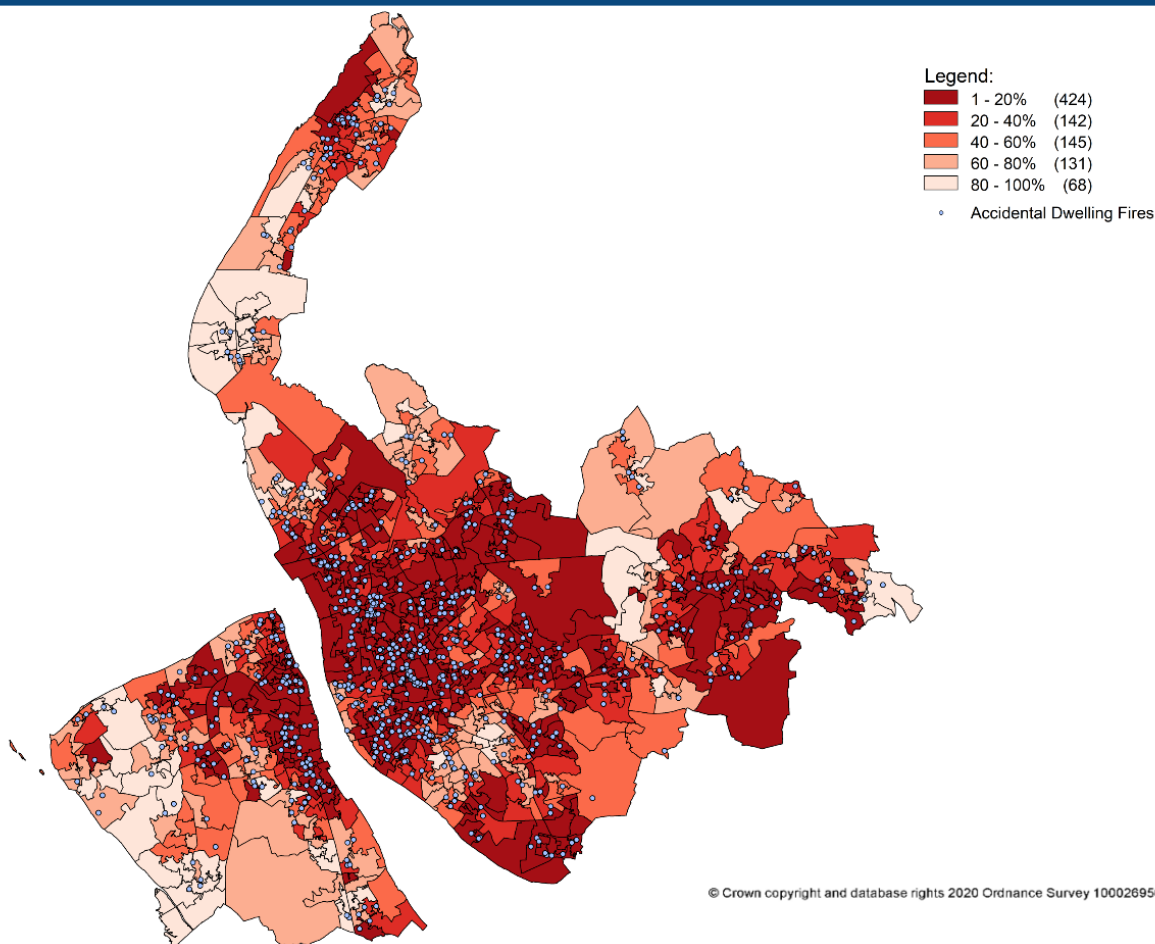 Legend:
1 - 20% (424)
20 - 40% (142)
40 - 60% (145)
60 - 80% (131)
80 - 100% (68)
Accidental Dwelling Fires
© Crown copyright and database rights 2020 Ordnance Survey 10002695